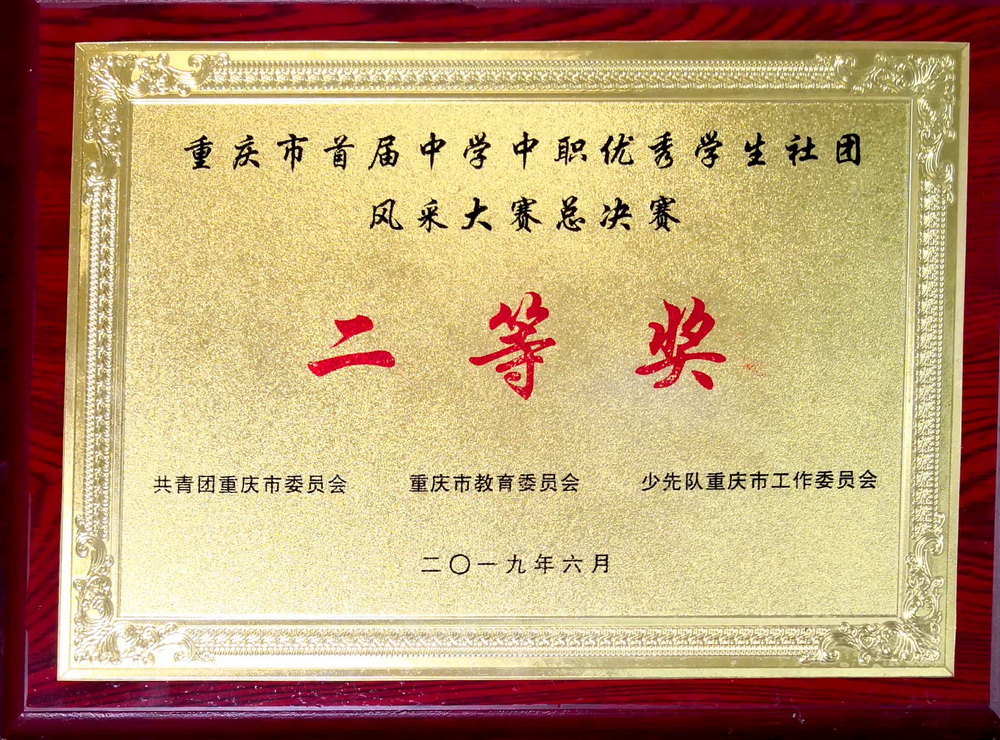 重庆市首届中学中职优秀学生社团
风采大赛总决赛
二等奖
共青团重庆市委员会 重庆市教育委员会 少先队重庆市工作委员会
二〇一九年六月